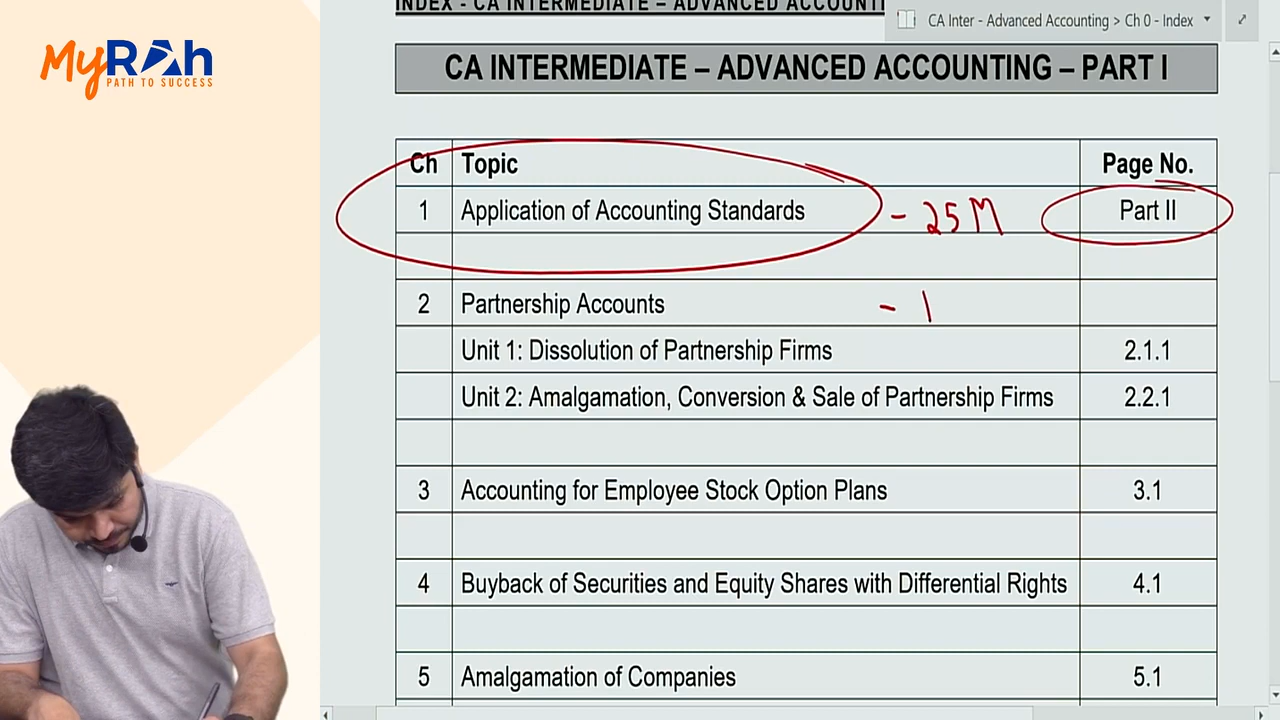 MyRAh
PATH TO SUCCESS
INDEX - CA INTERMEDIATE – ADVANCED ACCOUNTI
CA Inter - Advanced Accounting > Ch 0 - Index
CA INTERMEDIATE – ADVANCED ACCOUNTING – PART I
Ch Topic Page No.
1 Application of Accounting Standards - 25 M Part II
2 Partnership Accounts - 1
Unit 1: Dissolution of Partnership Firms 2.1.1
Unit 2: Amalgamation, Conversion & Sale of Partnership Firms 2.2.1
3 Accounting for Employee Stock Option Plans 3.1
4 Buyback of Securities and Equity Shares with Differential Rights 4.1
5 Amalgamation of Companies 5.1